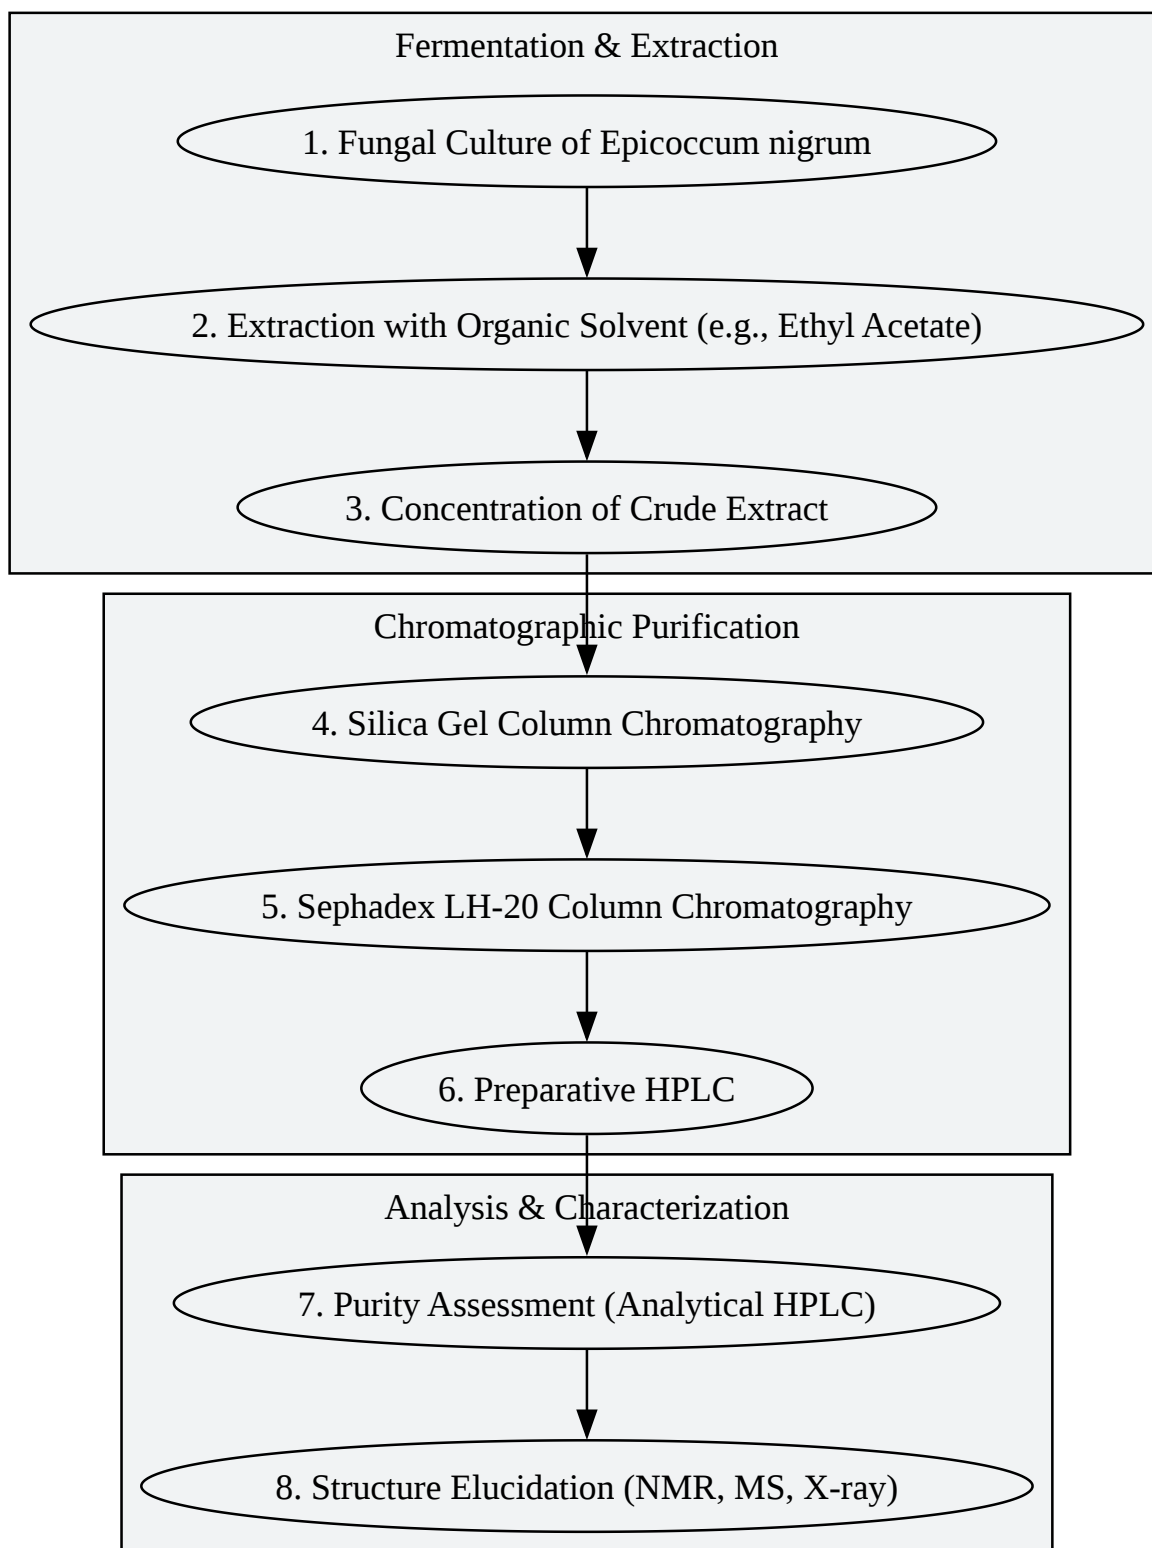 Fermentation & Extraction
1. Fungal Culture of Epicoccum nigrum
2. Extraction with Organic Solvent (e.g., Ethyl Acetate)
3. Concentration of Crude Extract
Chromatographic Purification
4. Silica Gel Column Chromatography
5. Sephadex LH-20 Column Chromatography
6. Preparative HPLC
Analysis & Characterization
7. Purity Assessment (Analytical HPLC)
8. Structure Elucidation (NMR, MS, X-ray)